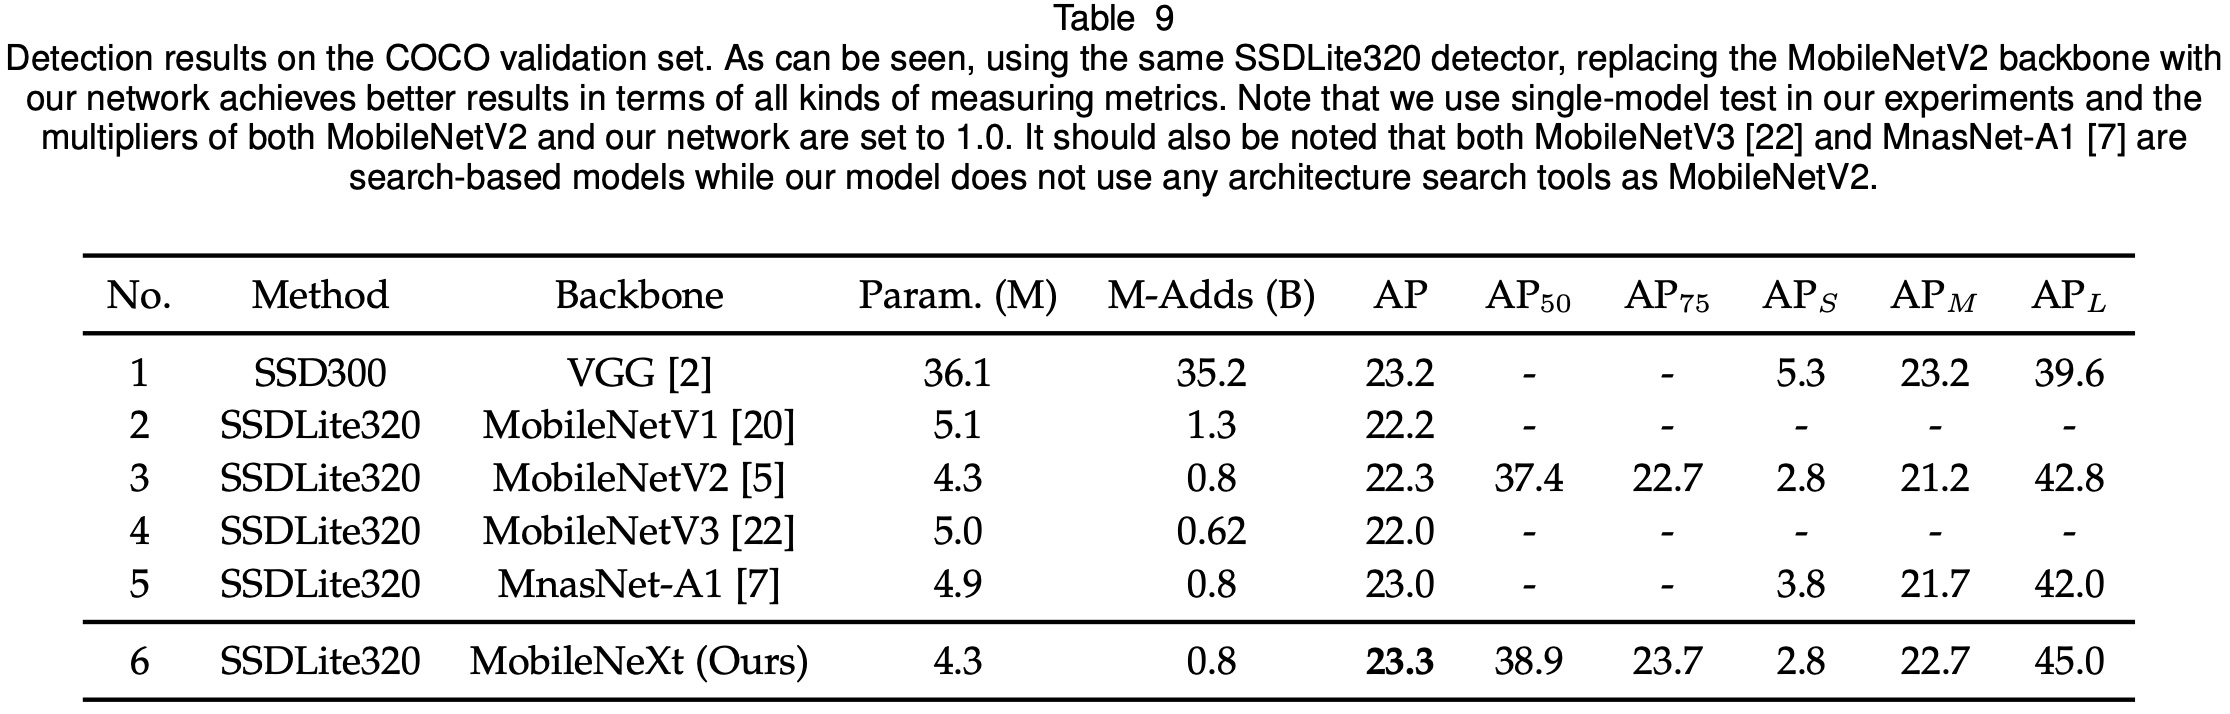 Table 9
Detection results on the COCO validation set. As can be seen, using the same SSDLite320 detector, replacing the MobileNetV2 backbone with
our network achieves better results in terms of all kinds of measuring metrics. Note that we use single-model test in our experiments and the
multipliers of both MobileNetV2 and our network are set to 1.0. It should also be noted that both MobileNetV3 [22] and MnasNet-A1 [7] are
search-based models while our model does not use any architecture search tools as MobileNetV2.
No. Method Backbone Param. (M) M-Adds (B) AP AP50 AP75 APS APM APL
1 SSD300 VGG [2] 36.1 35.2 23.2 - - 5.3 23.2 39.6
2 SSDLite320 MobileNetV1 [20] 5.1 1.3 22.2 - - - - -
3 SSDLite320 MobileNetV2 [5] 4.3 0.8 22.3 37.4 22.7 2.8 21.2 42.8
4 SSDLite320 MobileNetV3 [22] 5.0 0.62 22.0 - - - - -
5 SSDLite320 MnasNet-A1 [7] 4.9 0.8 23.0 - - 3.8 21.7 42.0
6 SSDLite320 MobileNeXt (Ours) 4.3 0.8 23.3 38.9 23.7 2.8 22.7 45.0